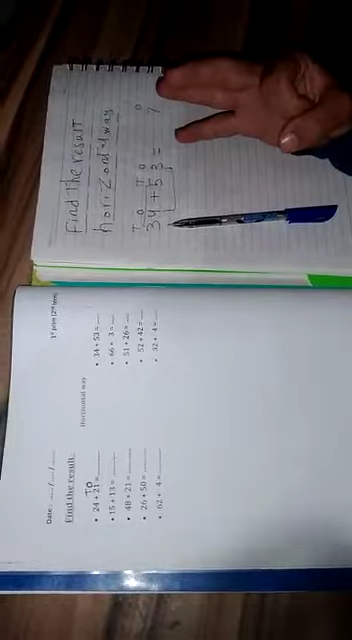 Find the result
horizontal way
T O T O O
34 + 53 = 7
1st prim (2nd term)
Date: .... / .... / ....
Find the result:
Horizontal way
T O
• 24 + 21 =
• 15 + 13 =
• 48 + 21 =
• 26 + 50 =
• 62 + 4 =
• 34 + 53 =
• 66 + 3 =
• 51 + 26 =
• 52 + 42 =
• 32 + 4 =